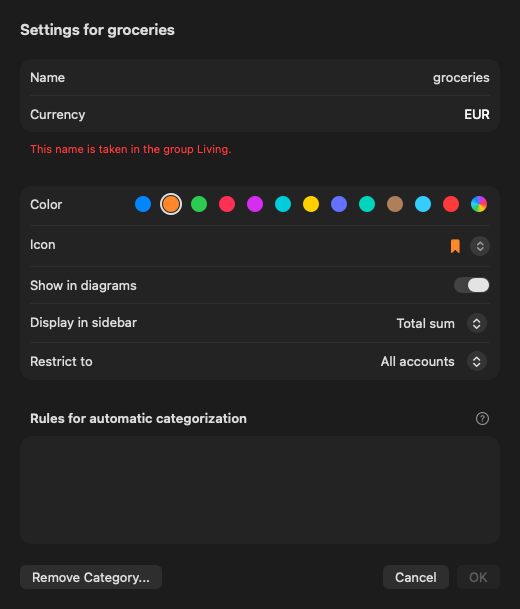 Settings for groceries
Name groceries
Currency EUR
This name is taken in the group Living.
Color
Icon
Show in diagrams
Display in sidebar Total sum
Restrict to All accounts
Rules for automatic categorization ?
Remove Category... Cancel OK